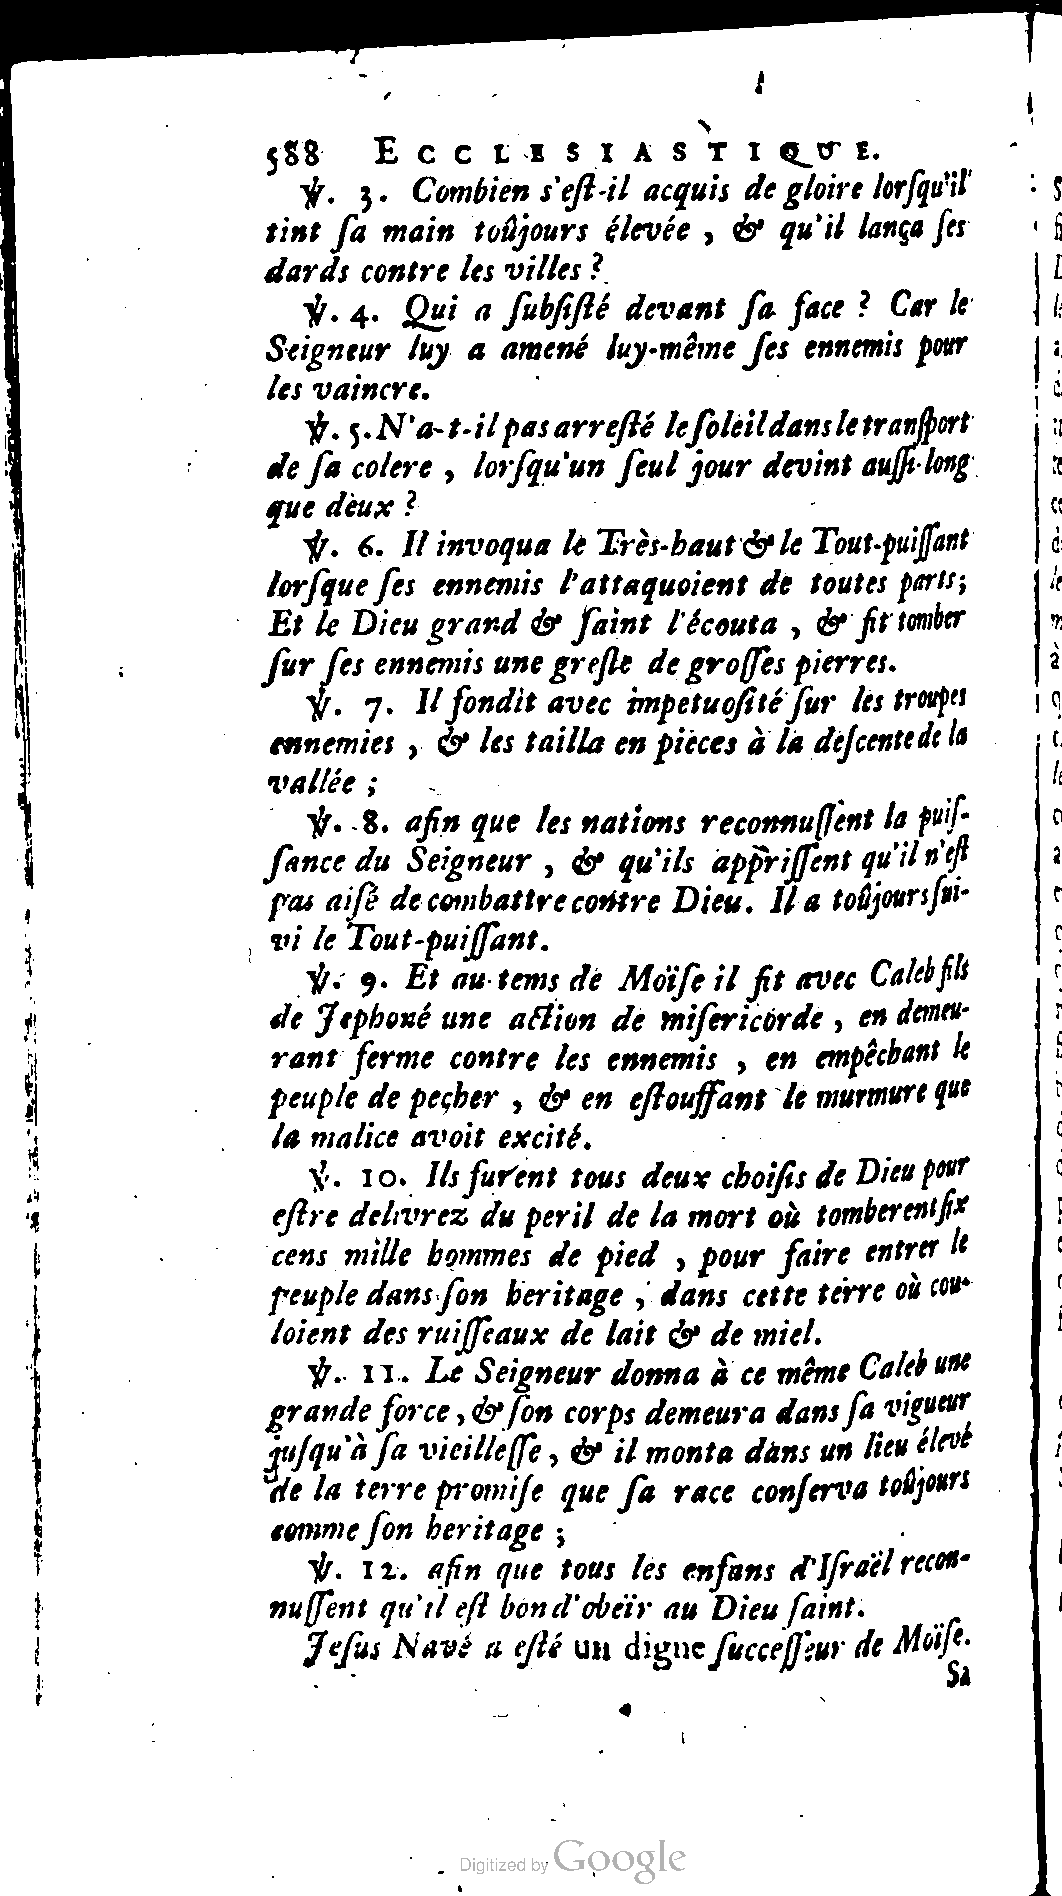 588 ECCLESIASTIQUE.
℣. 3. Combien s'eſt-il acquis de gloire lorſqu'il
tint ſa main toûjours élevée, & qu'il lança ſes
dards contre les villes ?
℣. 4. Qui a ſubſiſté devant ſa face ? Car le
Seigneur luy a amené luy-même ſes ennemis pour
les vaincre.
℣. 5. N'a-t-il pas arreſté le ſoleil dans le tranſport
de ſa colere, lorſqu'un ſeul jour devint auſſi-long
que deux ?
℣. 6. Il invoqua le Très-haut & le Tout-puiſſant
lorſque ſes ennemis l'attaquoient de toutes parts;
Et le Dieu grand & ſaint l'écouta, & fit tomber
ſur ſes ennemis une greſle de groſſes pierres.
℣. 7. Il fondit avec impetuoſité ſur les troupes
ennemies, & les tailla en pieces à la deſcente de la
vallée ;
℣. 8. afin que les nations reconnuſſent la puiſ-
ſance du Seigneur, & qu'ils appriſſent qu'il n'eſt
pas aiſé de combattre contre Dieu. Il a toûjours ſui-
vi le Tout-puiſſant.
℣. 9. Et au tems de Moïſe il fit avec Caleb fils
de Jephoné une action de miſericorde, en demeu-
rant ferme contre les ennemis, en empêchant le
peuple de peçher, & en eſtouffant le murmure que
la malice avoit excité.
℣. 10. Ils furent tous deux choiſis de Dieu pour
eſtre delivrez du peril de la mort où tomberent ſix
cens mille hommes de pied, pour faire entrer le
peuple dans ſon heritage, dans cette terre où cou-
loient des ruiſſeaux de lait & de miel.
℣. 11. Le Seigneur donna à ce même Caleb une
grande force, & ſon corps demeura dans ſa vigueur
juſqu'à ſa vieilleſſe, & il monta dans un lieu élevé
de la terre promiſe que ſa race conſerva toûjours
comme ſon heritage ;
℣. 12. afin que tous les enfans d'Iſraël recon-
nuſſent qu'il eſt bon d'obeïr au Dieu ſaint.
Jeſus Navé a eſté un digne ſucceſſeur de Moïſe.
Sa
Digitized by Google